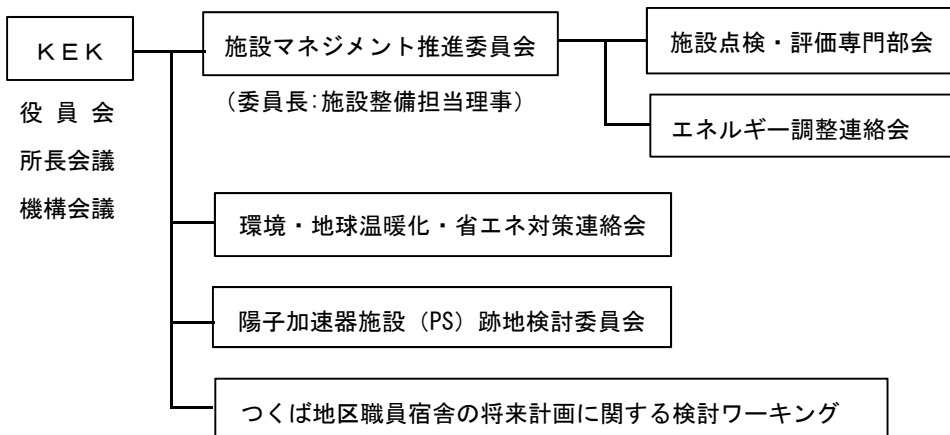 KEK
役員会
所長会議
機構会議
施設マネジメント推進委員会
（委員長：施設整備担当理事）
施設点検・評価専門部会
エネルギー調整連絡会
環境・地球温暖化・省エネ対策連絡会
陽子加速器施設（PS）跡地検討委員会
つくば地区職員宿舎の将来計画に関する検討ワーキング